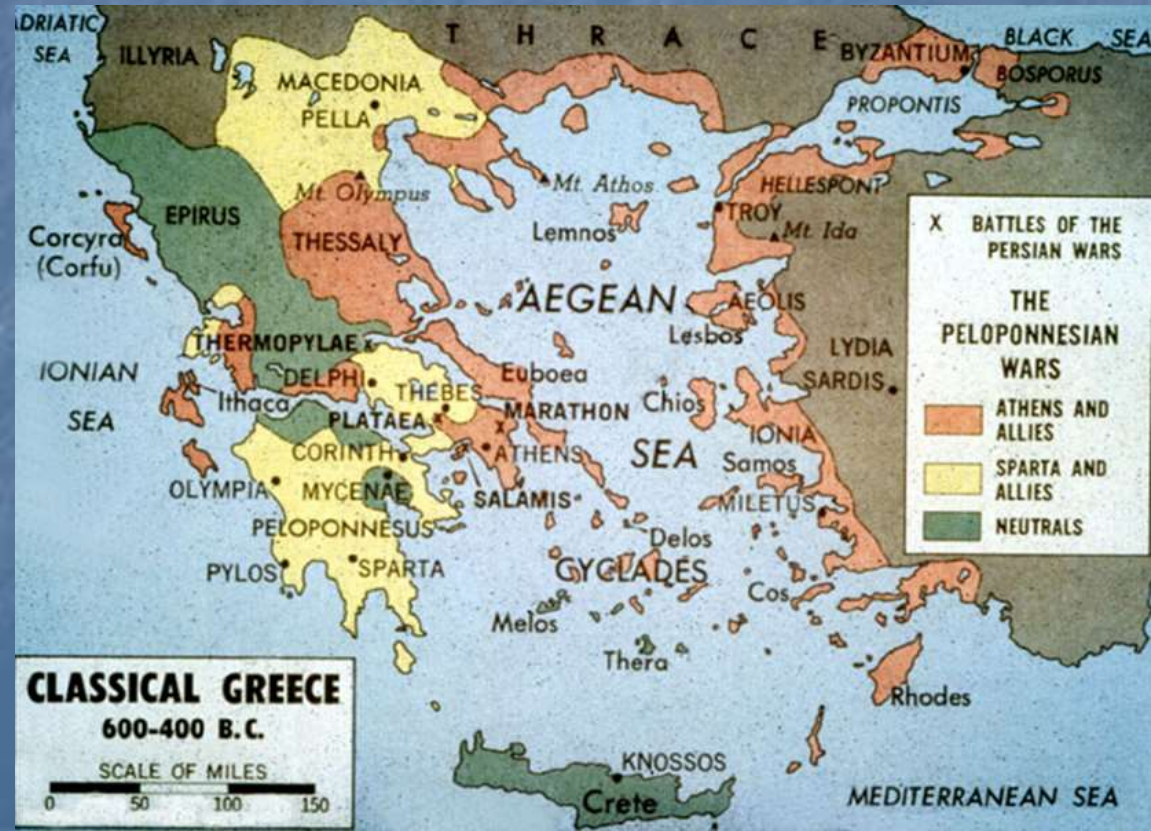 ADRIATIC
SEA
ILLYRIA
THRACE
BYZANTIUM
BLACK SEA
BOSPORUS
MACEDONIA
PELLA
PROPONTIS
Mt. Olympus
Mt. Athos
HELLESPONT
EPIRUS
TROY
Mt. Ida
Corcyra
(Corfu)
THESSALY
Lemnos
AEGEAN
AEOLIS
Lesbos
THERMOPYLAE
LYDIA
IONIAN
SEA
DELPHI
Euboea
SARDIS
Ithaca
THEBES
Chios
PLATAEA
MARATHON
IONIA
CORINTH
ATHENS
SEA
Samos
OLYMPIA
MYCENAE
SALAMIS
MILETUS
PELOPONNESUS
Delos
PYLOS
SPARTA
CYCLADES
Cos
Melos
Thera
Rhodes
KNOSSOS
Crete
MEDITERRANEAN SEA
X BATTLES OF THE
PERSIAN WARS
THE
PELOPONNESIAN
WARS
ATHENS AND
ALLIES
SPARTA AND
ALLIES
NEUTRALS
CLASSICAL GREECE
600-400 B.C.
SCALE OF MILES
0 50 100 150